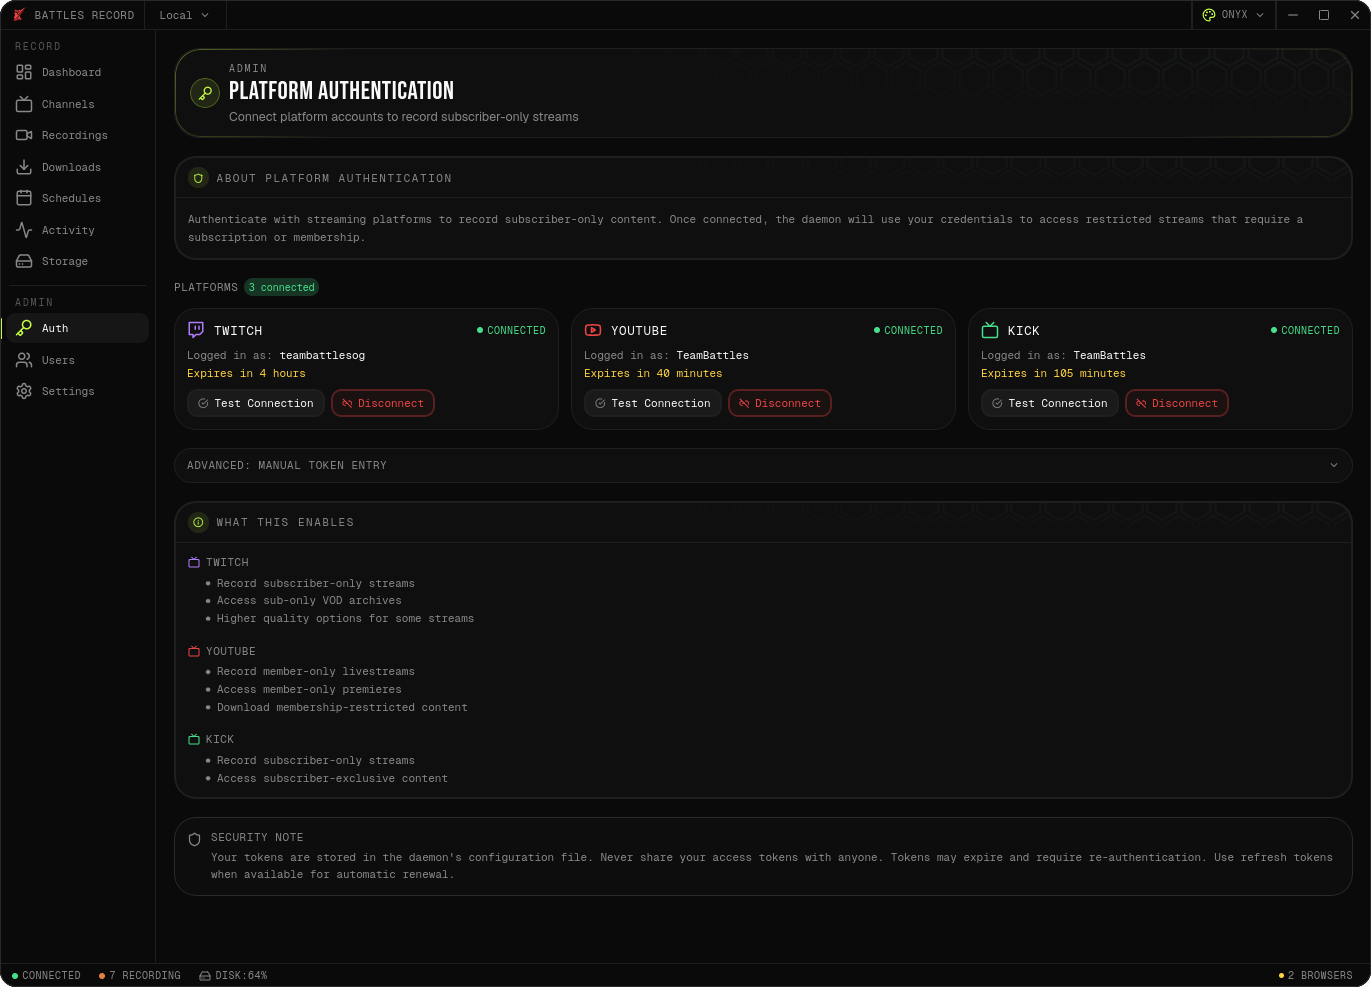 BATTLES RECORD
Local
ONYX
RECORD
Dashboard
Channels
Recordings
Downloads
Schedules
Activity
Storage
ADMIN
Auth
Users
Settings
ADMIN
PLATFORM AUTHENTICATION
Connect platform accounts to record subscriber-only streams
ABOUT PLATFORM AUTHENTICATION
Authenticate with streaming platforms to record subscriber-only content. Once connected, the daemon will use your credentials to access restricted streams that require a
subscription or membership.
PLATFORMS 3 connected
TWITCH
CONNECTED
Logged in as: teambattlesog
Expires in 4 hours
Test Connection
Disconnect
YOUTUBE
CONNECTED
Logged in as: TeamBattles
Expires in 40 minutes
Test Connection
Disconnect
KICK
CONNECTED
Logged in as: TeamBattles
Expires in 105 minutes
Test Connection
Disconnect
ADVANCED: MANUAL TOKEN ENTRY
WHAT THIS ENABLES
TWITCH
• Record subscriber-only streams
• Access sub-only VOD archives
• Higher quality options for some streams
YOUTUBE
• Record member-only livestreams
• Access member-only premieres
• Download membership-restricted content
KICK
• Record subscriber-only streams
• Access subscriber-exclusive content
SECURITY NOTE
Your tokens are stored in the daemon's configuration file. Never share your access tokens with anyone. Tokens may expire and require re-authentication. Use refresh tokens
when available for automatic renewal.
CONNECTED
7 RECORDING
DISK:64%
2 BROWSERS